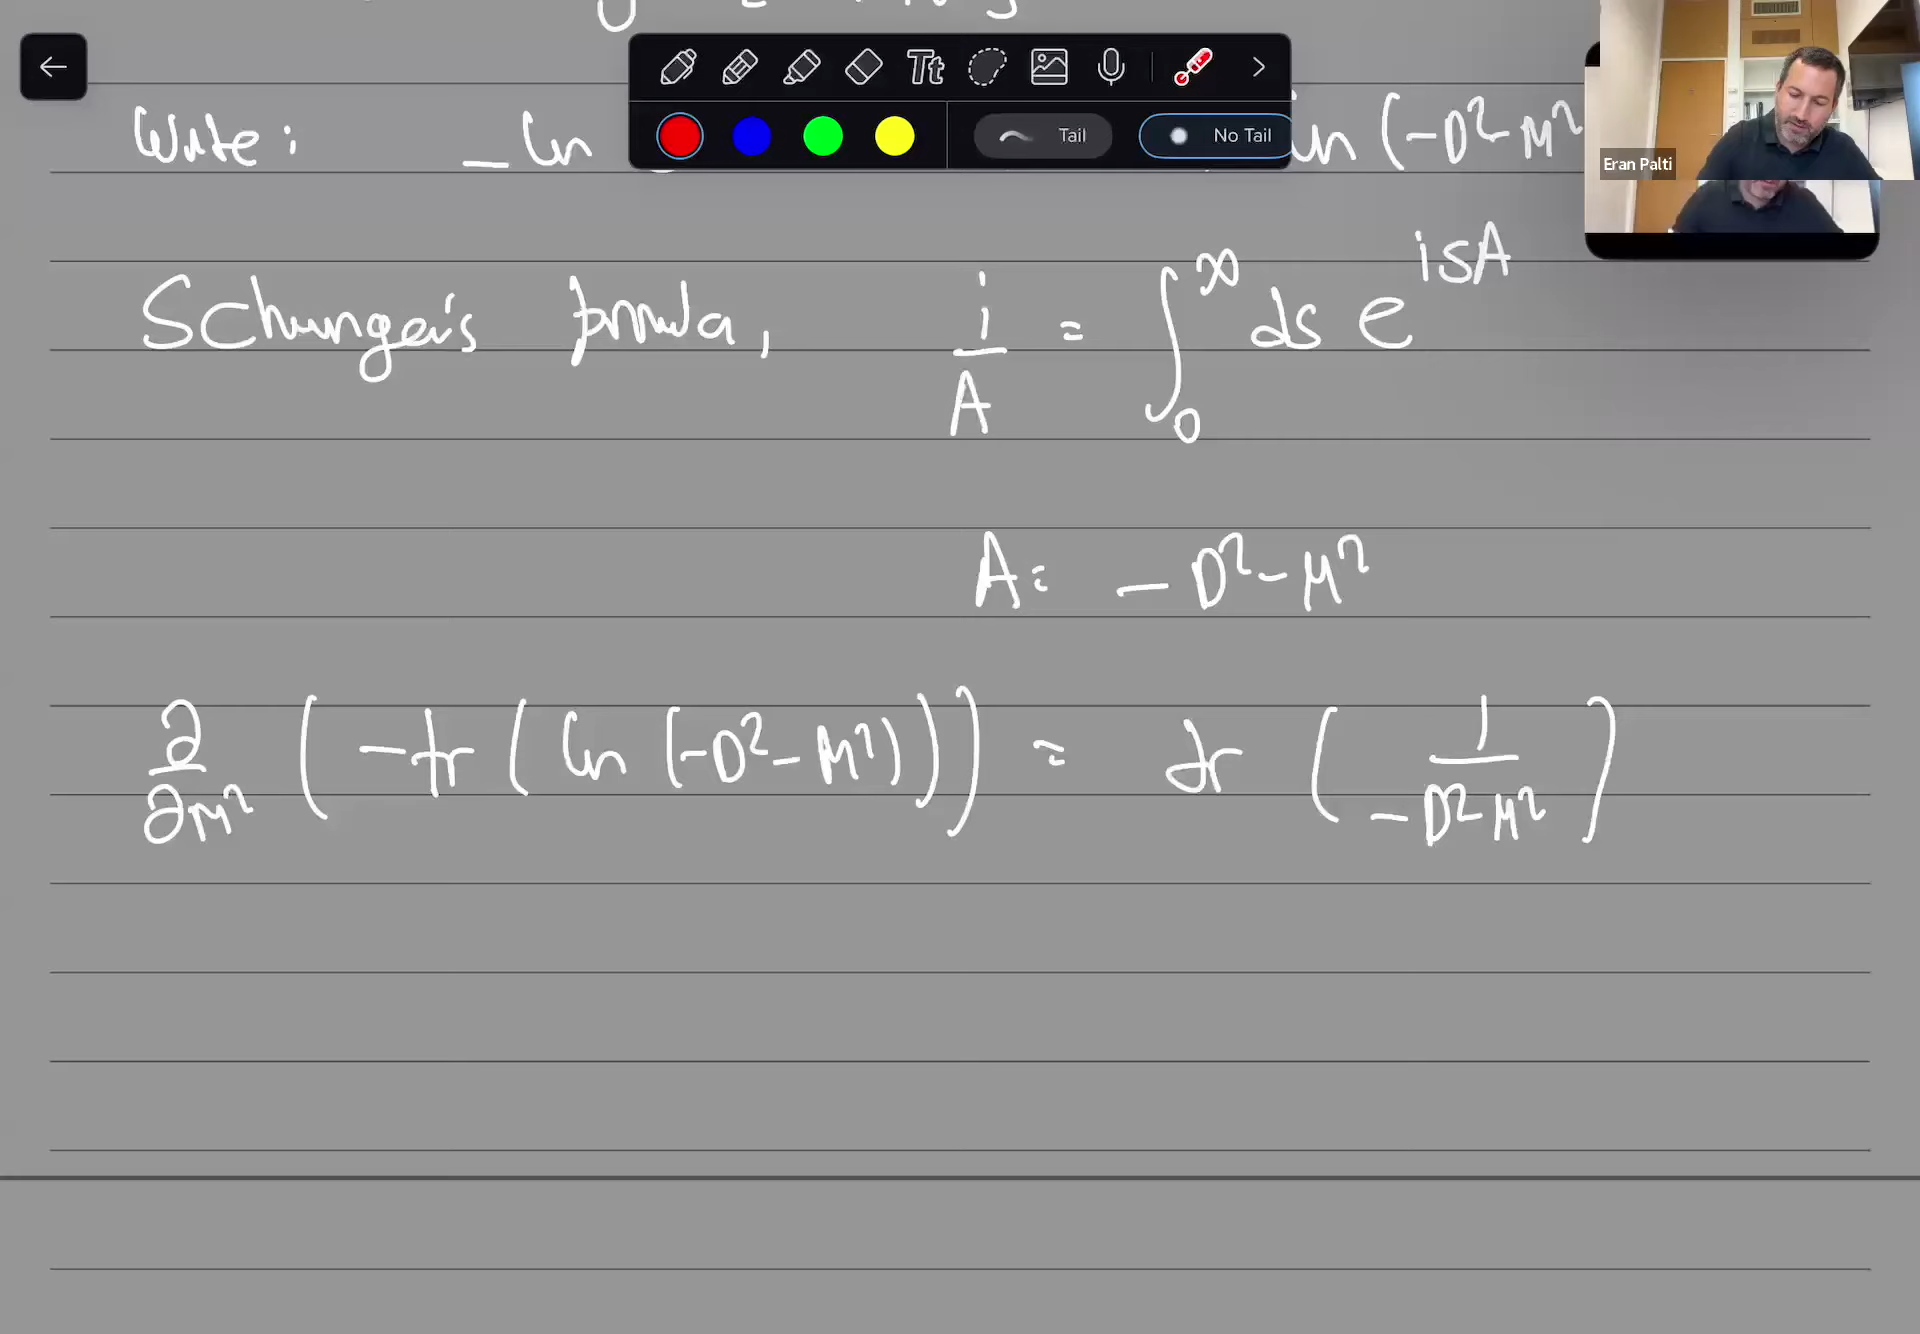 Tt
Tail
No Tail
Eran Palti
Write: - ln ln (-D² - M²
Schwinger's formula, i/A = ∫₀^∞ ds e^{isA}
A = - D² - M²
∂/∂M² ( - tr ( ln (-D² - M²) ) ) = tr ( 1 / -D² M² )